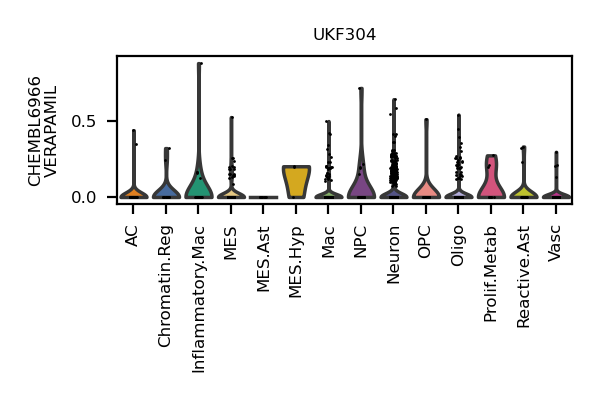 UKF304
CHEMBL6966
VERAPAMIL
0.5
0.0
AC
Chromatin.Reg
Inflammatory.Mac
MES
MES.Ast
MES.Hyp
Mac
NPC
Neuron
OPC
Oligo
Prolif.Metab
Reactive.Ast
Vasc